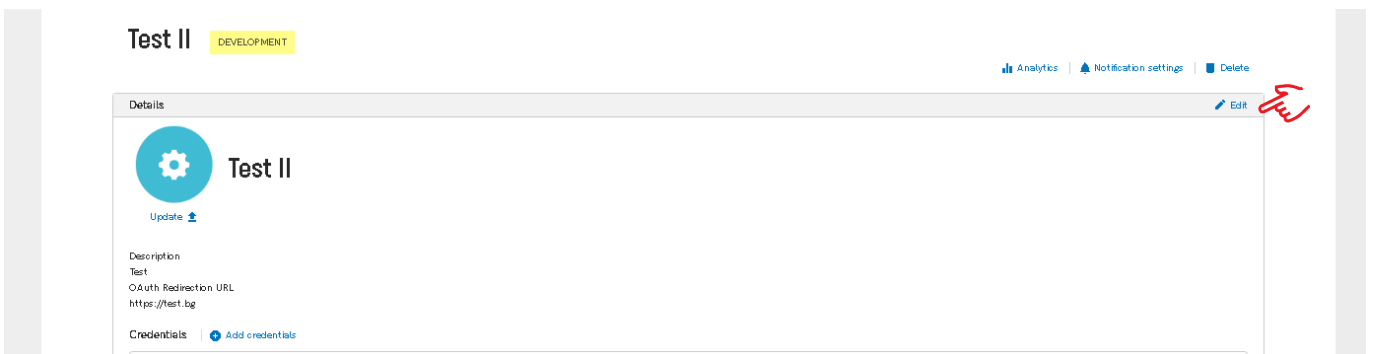 Test II DEVELOPMENT
Analytics Notification settings Delete
Details Edit
Test II
Update
Description
Test
OAuth Redirection URL
https://test.bg
Credentials Add credentials